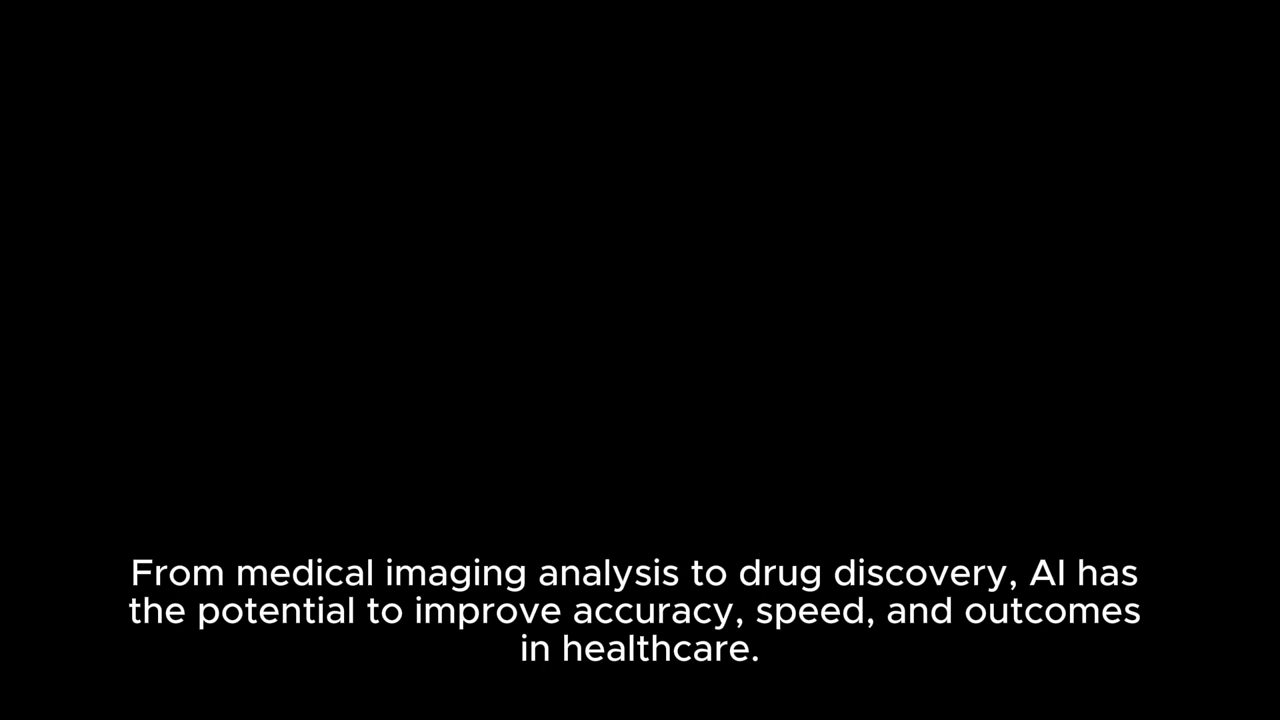 From medical imaging analysis to drug discovery, AI has
the potential to improve accuracy, speed, and outcomes
in healthcare.